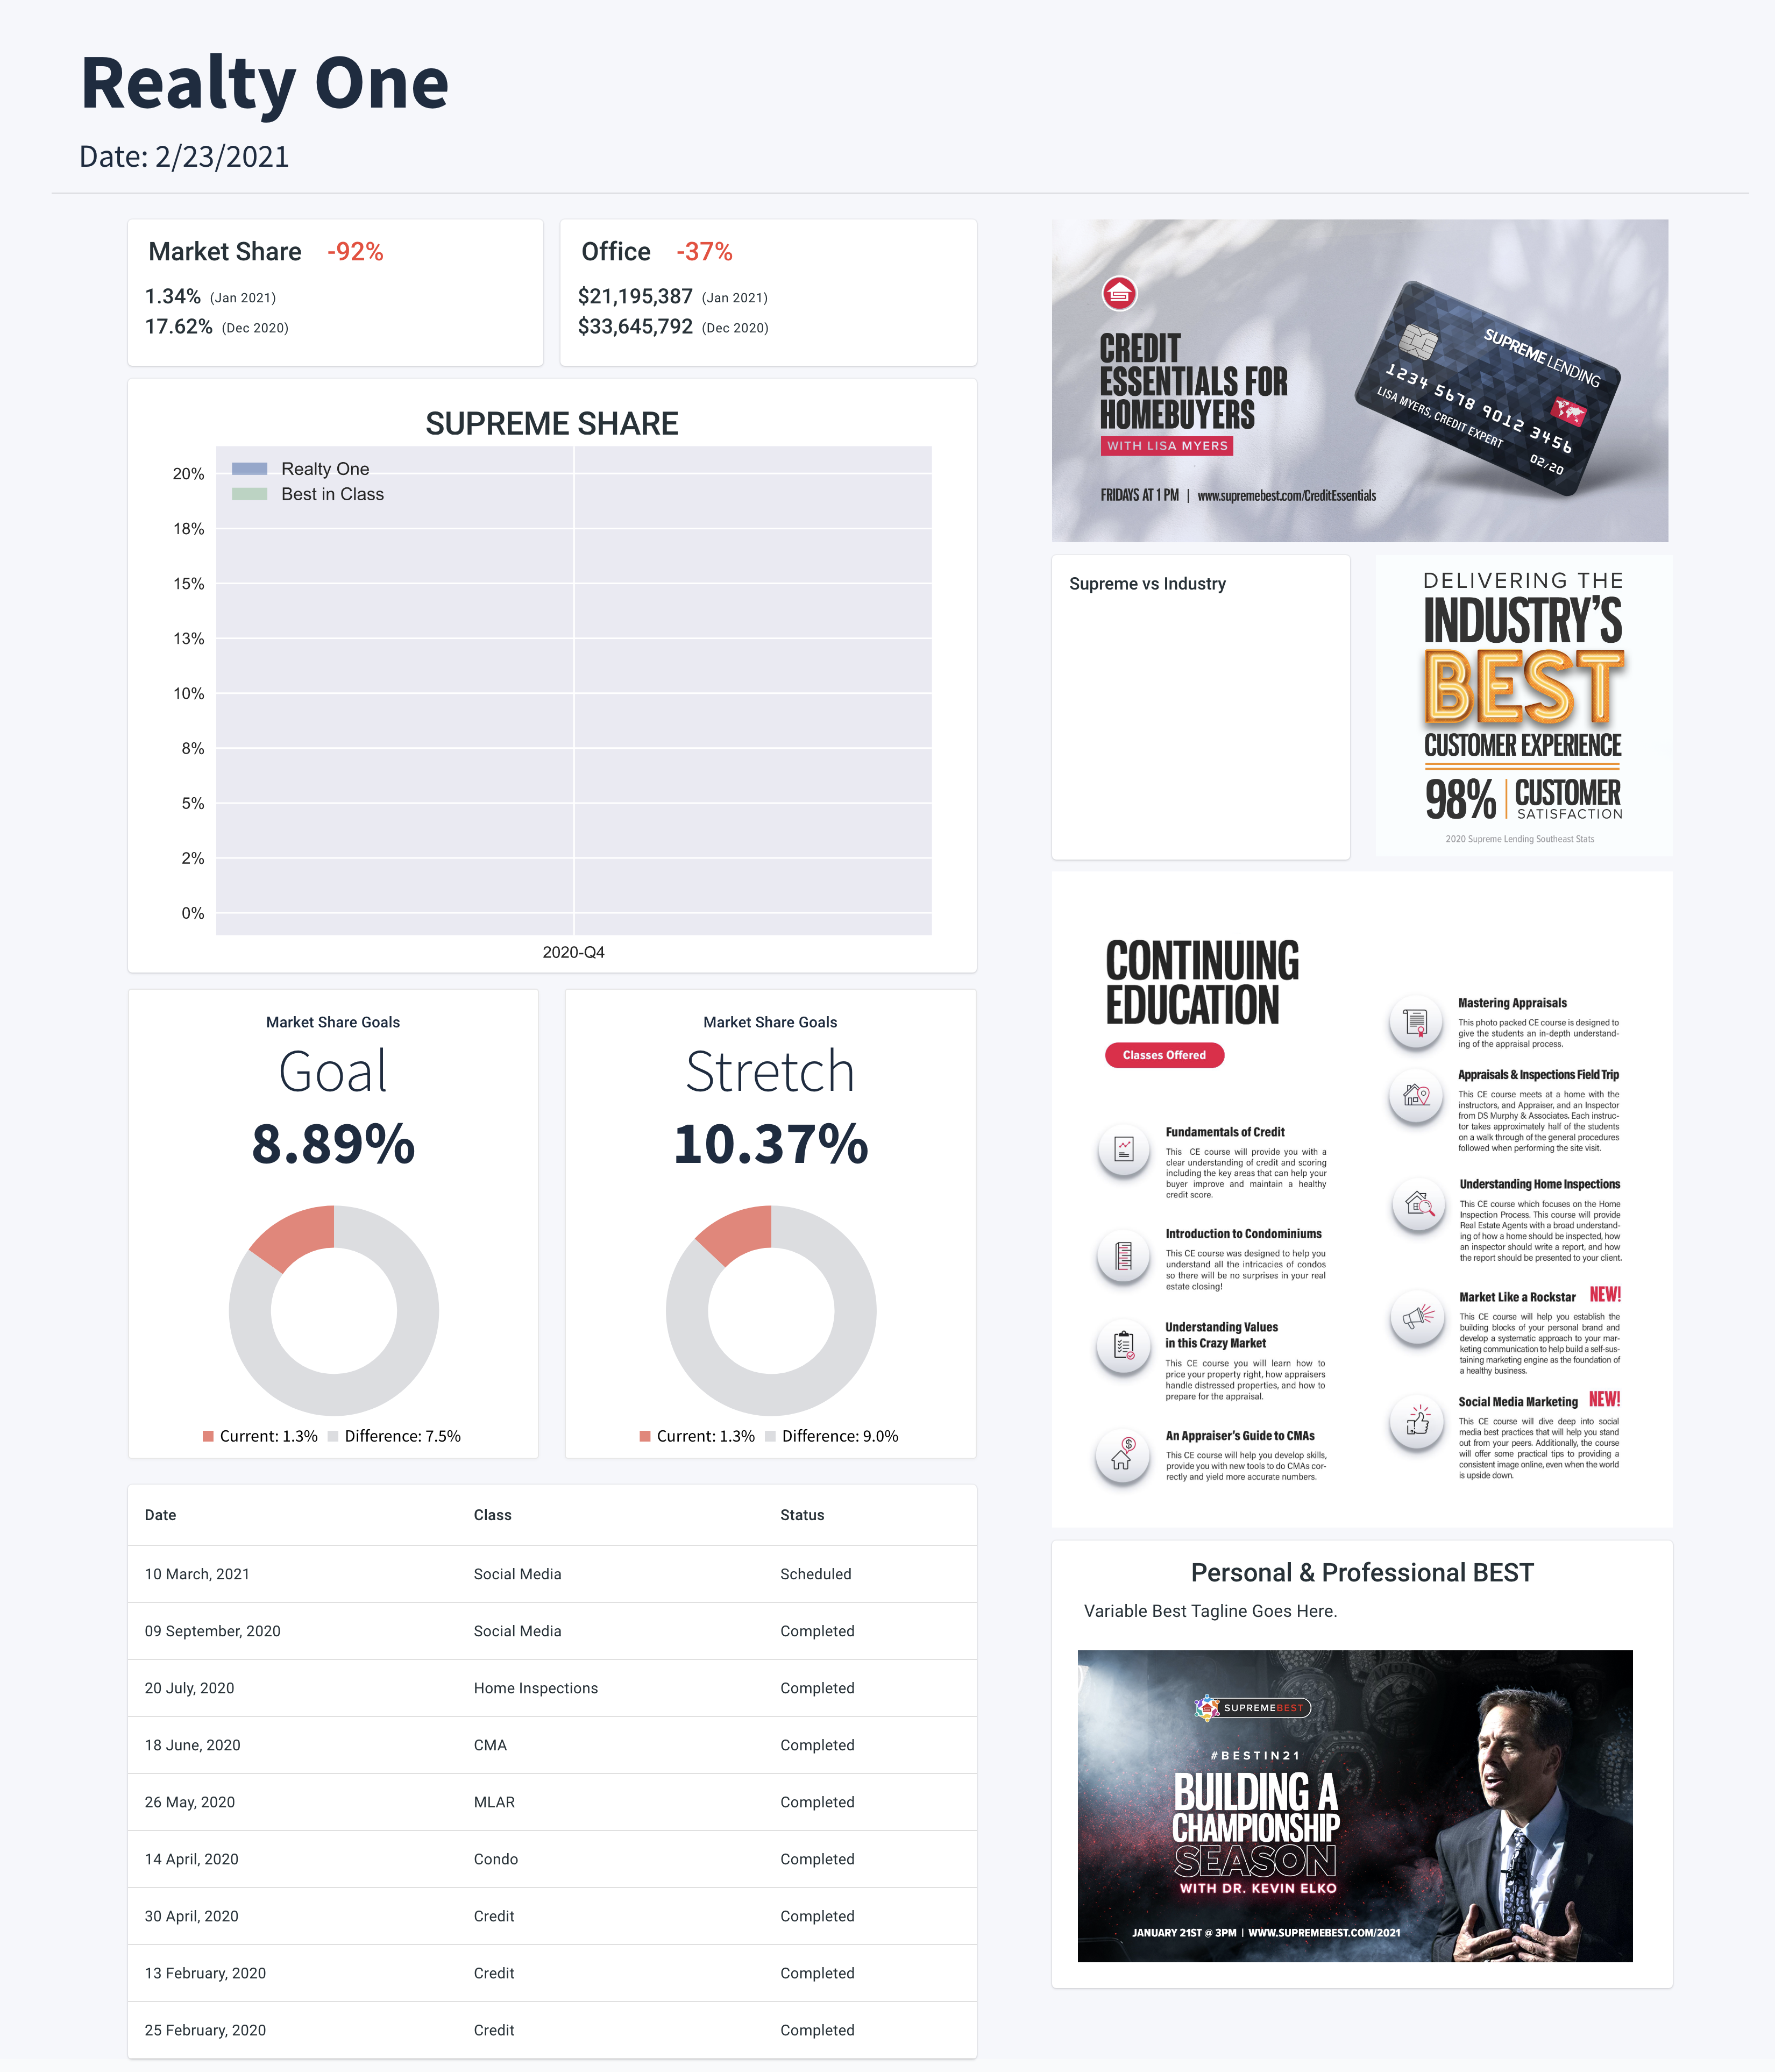 Realty One
Date: 2/23/2021
Market Share -92%
1.34% (Jan 2021)
17.62% (Dec 2020)
Office -37%
$21,195,387 (Jan 2021)
$33,645,792 (Dec 2020)
SUPREME SHARE
Realty One
Best in Class
20%
18%
15%
13%
10%
8%
5%
2%
0%
2020-Q4
Market Share Goals
Goal
8.89%
Current: 1.3% Difference: 7.5%
Market Share Goals
Stretch
10.37%
Current: 1.3% Difference: 9.0%
Date Class Status
10 March, 2021 Social Media Scheduled
09 September, 2020 Social Media Completed
20 July, 2020 Home Inspections Completed
18 June, 2020 CMA Completed
26 May, 2020 MLAR Completed
14 April, 2020 Condo Completed
30 April, 2020 Credit Completed
13 February, 2020 Credit Completed
25 February, 2020 Credit Completed
CREDIT
ESSENTIALS FOR
HOMEBUYERS
WITH LISA MYERS
FRIDAYS AT 1 PM | www.supremebest.com/CreditEssentials
SUPREME LENDING
1234 5678 9012 3456
LISA MYERS, CREDIT EXPERT
02/20
Supreme vs Industry
DELIVERING THE
INDUSTRY'S
BEST
CUSTOMER EXPERIENCE
98% | CUSTOMER
SATISFACTION
2020 Supreme Lending Southeast Stats
CONTINUING
EDUCATION
Classes Offered
Fundamentals of Credit
This CE course will provide you with a
clear understanding of credit and scoring
including the key areas that can help your
buyer improve and maintain a healthy
credit score.
Introduction to Condominiums
This CE course was designed to help you
understand all the intricacies of condos
so there will be no surprises in your real
estate closing!
Understanding Values
in this Crazy Market
This CE course you will learn how to
price your property right, how appraisers
handle distressed properties, and how to
prepare for the appraisal.
An Appraiser's Guide to CMAs
This CE course will help you develop skills,
provide you with new tools to do CMAs cor-
rectly and yield more accurate numbers.
Mastering Appraisals
This photo packed CE course is designed to
give the students an in-depth understand-
ing of the appraisal process.
Appraisals & Inspections Field Trip
This CE course meets at a home with the
instructors, and Appraiser, and an Inspector
from DS Murphy & Associates. Each instruc-
tor takes approximately half of the students
on a walk through of the general procedures
followed when performing the site visit.
Understanding Home Inspections
This CE course which focuses on the Home
Inspection Process. This course will provide
Real Estate Agents with a broad understand-
ing of how a home should be inspected, how
an inspector should write a report, and how
the report should be presented to your client.
Market Like a Rockstar NEW!
This CE course will help you establish the
building blocks of your personal brand and
develop a systematic approach to your mar-
keting communication to help build a self-sus-
taining marketing engine as the foundation of
a healthy business.
Social Media Marketing NEW!
This CE course will dive deep into social
media best practices that will help you stand
out from your peers. Additionally, the course
will offer some practical tips to providing a
consistent image online, even when the world
is upside down.
Personal & Professional BEST
Variable Best Tagline Goes Here.
SUPREMEBEST
#BESTIN21
BUILDING A
CHAMPIONSHIP
SEASON
WITH DR. KEVIN ELKO
JANUARY 21ST @ 3PM | WWW.SUPREMEBEST.COM/2021